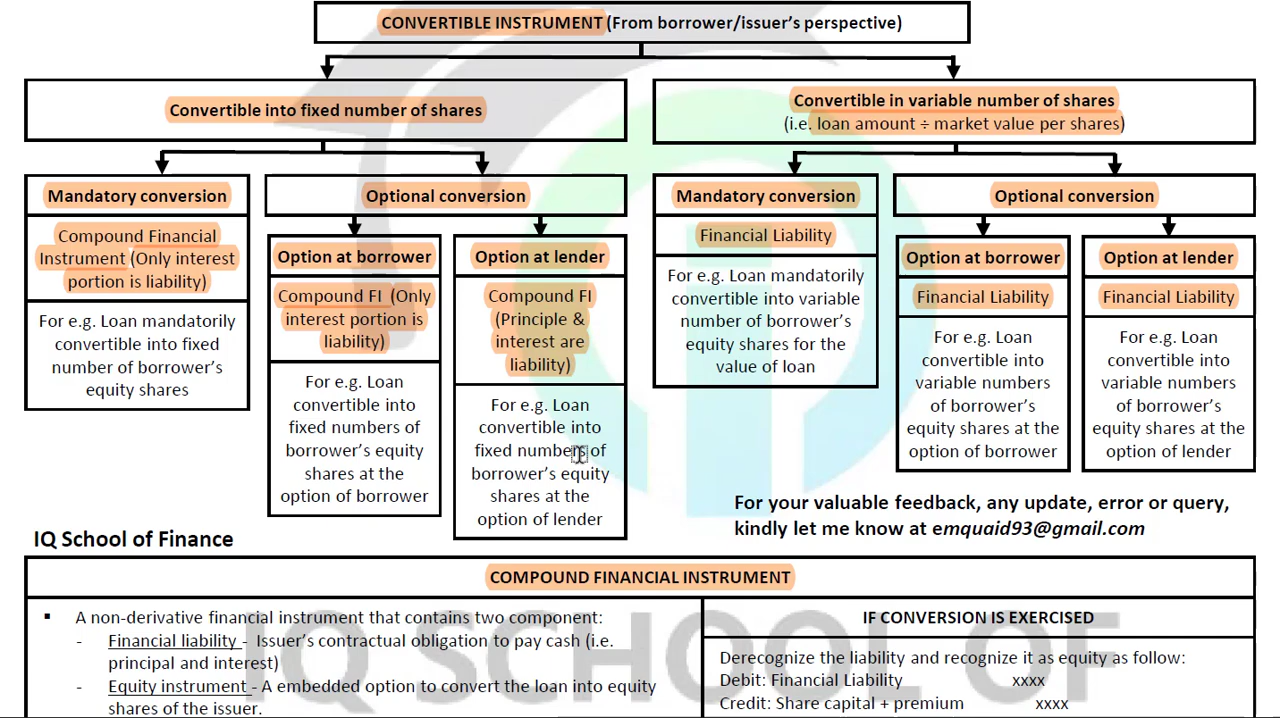 CONVERTIBLE INSTRUMENT (From borrower/issuer's perspective)
Convertible into fixed number of shares
Convertible in variable number of shares
(i.e. loan amount ÷ market value per shares)
Mandatory conversion
Compound Financial
Instrument (Only interest
portion is liability)
For e.g. Loan mandatorily
convertible into fixed
number of borrower's
equity shares
Optional conversion
Option at borrower
Compound FI (Only
interest portion is
liability)
For e.g. Loan
convertible into
fixed numbers of
borrower's equity
shares at the
option of borrower
Option at lender
Compound FI
(Principle &
interest are
liability)
For e.g. Loan
convertible into
fixed numbers of
borrower's equity
shares at the
option of lender
Mandatory conversion
Financial Liability
For e.g. Loan mandatorily
convertible into variable
number of borrower's
equity shares for the
value of loan
Optional conversion
Option at borrower
Financial Liability
For e.g. Loan
convertible into
variable numbers
of borrower's
equity shares at the
option of borrower
Option at lender
Financial Liability
For e.g. Loan
convertible into
variable numbers
of borrower's
equity shares at the
option of lender
For your valuable feedback, any update, error or query,
kindly let me know at emquaid93@gmail.com
IQ School of Finance
COMPOUND FINANCIAL INSTRUMENT
▪ A non-derivative financial instrument that contains two component:
- Financial liability - Issuer's contractual obligation to pay cash (i.e.
principal and interest)
- Equity instrument - A embedded option to convert the loan into equity
shares of the issuer.
IF CONVERSION IS EXERCISED
Derecognize the liability and recognize it as equity as follow:
Debit: Financial Liability xxxx
Credit: Share capital + premium xxxx
IQ SCHOOL OF